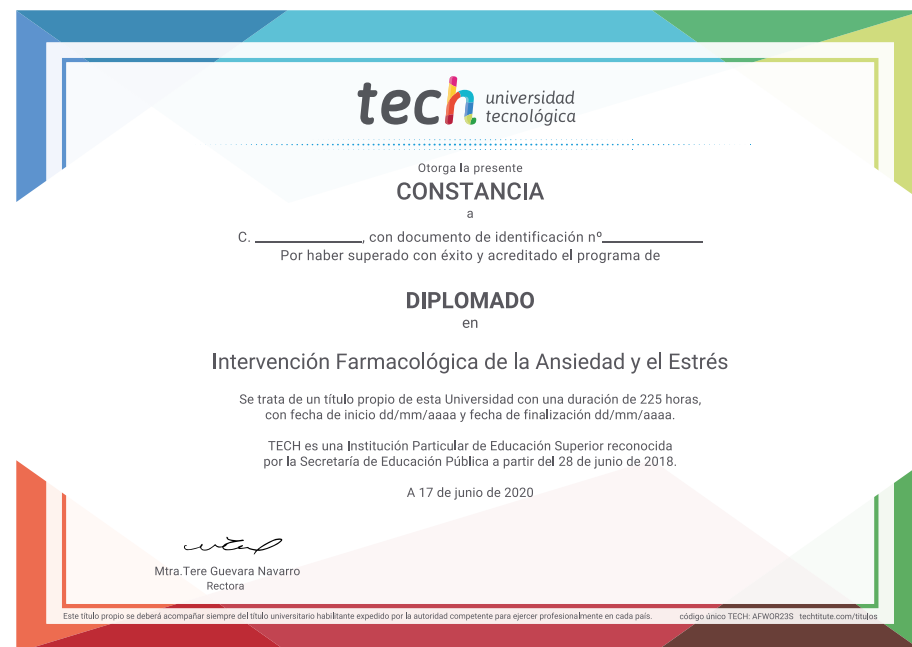 tech universidad
tecnológica
Otorga la presente
CONSTANCIA
a
C. ____________, con documento de identificación nº____________
Por haber superado con éxito y acreditado el programa de
DIPLOMADO
en
Intervención Farmacológica de la Ansiedad y el Estrés
Se trata de un título propio de esta Universidad con una duración de 225 horas,
con fecha de inicio dd/mm/aaaa y fecha de finalización dd/mm/aaaa.
TECH es una Institución Particular de Educación Superior reconocida
por la Secretaría de Educación Pública a partir del 28 de junio de 2018.
A 17 de junio de 2020
Mtra.Tere Guevara Navarro
Rectora
Este título propio se deberá acompañar siempre del título universitario habilitante expedido por la autoridad competente para ejercer profesionalmente en cada país. código único TECH: AFWOR23S techtitute.com/titulos